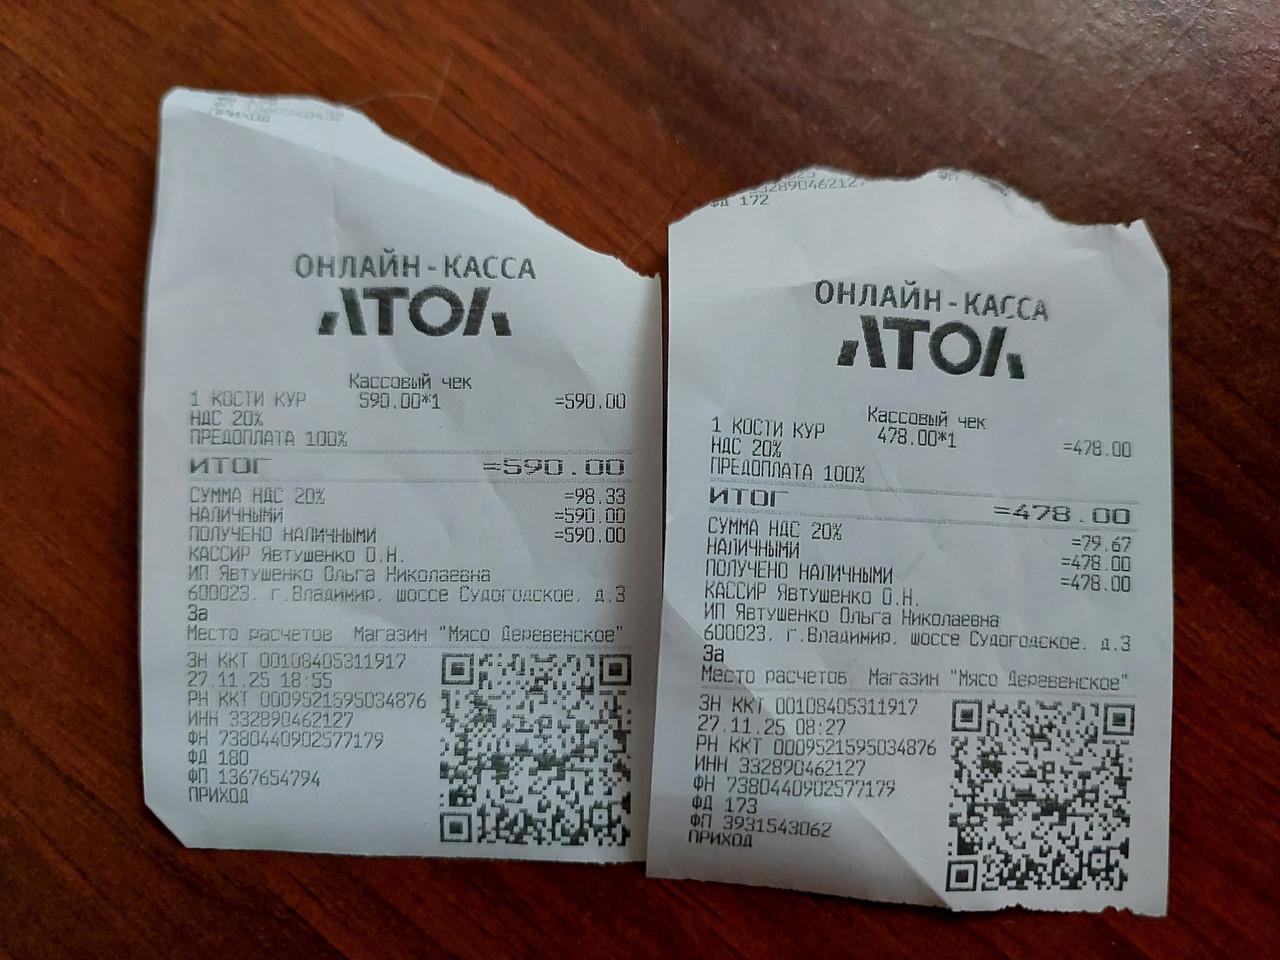 ПРИХОД
ОНЛАЙН-КАССА
АТОЛ
Кассовый чек
1 КОСТИ КУР 590.00*1 =590.00
НДС 20%
ПРЕДОПЛАТА 100%
ИТОГ =590.00
СУММА НДС 20% =98.33
НАЛИЧНЫМИ =590.00
ПОЛУЧЕНО НАЛИЧНЫМИ =590.00
КАССИР Явтушенко О.Н.
ИП Явтушенко Ольга Николаевна
600023, г.Владимир, шоссе Судогодское, д.3
3а
Место расчетов Магазин "Мясо Деревенское"
ЗН ККТ 00108405311917
27.11.25 18:55
РН ККТ 0009521595034876
ИНН 332890462127
ФН 7380440902577179
ФД 180
ФП 1367654794
ПРИХОД
332890462127
ФД 172
ОНЛАЙН-КАССА
АТОЛ
Кассовый чек
1 КОСТИ КУР 478.00*1 =478.00
НДС 20%
ПРЕДОПЛАТА 100%
ИТОГ =478.00
СУММА НДС 20% =79.67
НАЛИЧНЫМИ =478.00
ПОЛУЧЕНО НАЛИЧНЫМИ =478.00
КАССИР Явтушенко О.Н.
ИП Явтушенко Ольга Николаевна
600023, г.Владимир, шоссе Судогодское, д.3
3а
Место расчетов Магазин "Мясо Деревенское"
ЗН ККТ 00108405311917
27.11.25 08:27
РН ККТ 0009521595034876
ИНН 332890462127
ФН 7380440902577179
ФД 173
ФП 3931543062
ПРИХОД